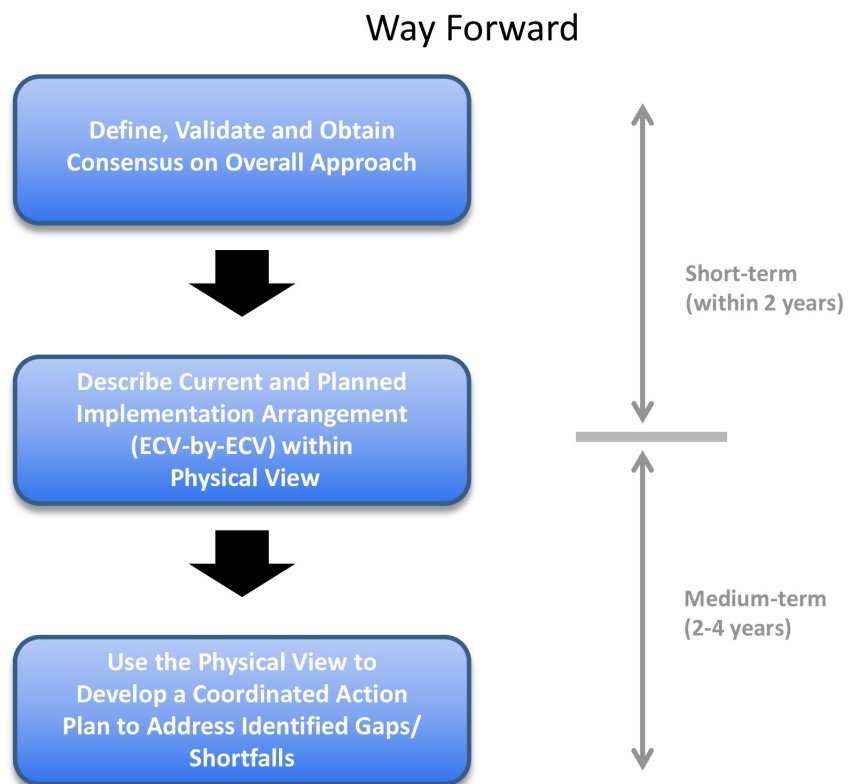 Way Forward
Define, Validate and Obtain
Consensus on Overall Approach
Short-term
(within 2 years)
Describe Current and Planned
Implementation Arrangement
(ECV-by-ECV) within
Physical View
Medium-term
(2-4 years)
Use the Physical View to
Develop a Coordinated Action
Plan to Address Identified Gaps/
Shortfalls